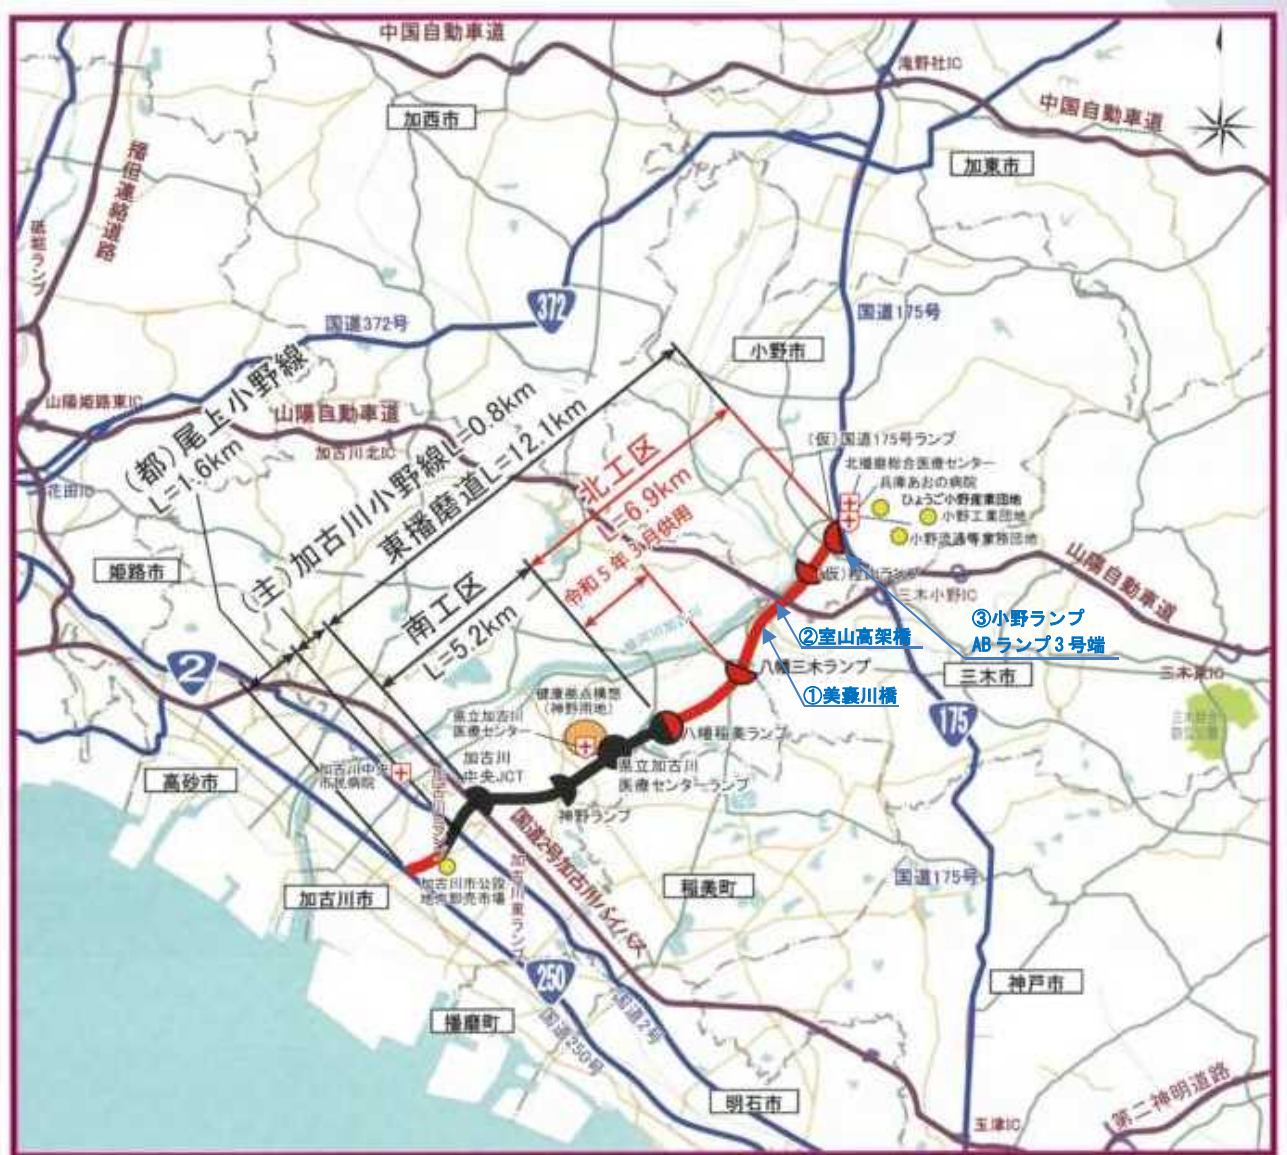 中国自動車道
滝野社IC
中国自動車道
加西市
加東市
播但連絡道路
砥堀ランプ
372
国道372号
国道175号
小野市
山陽姫路東IC
山陽自動車道
加古川北IC
花田IC
(都)尾上小野線
L=1.6km
(主)加古川小野線L=0.8km
東播磨道L=12.1km
北工区
L=6.9km
令和5年3月供用
南工区
L=5.2km
(仮)国道175号ランプ
北播磨総合医療センター
兵庫あおの病院
ひょうご小野産業団地
小野工業団地
小野流通等業務団地
山陽自動車道
姫路市
三木小野IC
③小野ランプ
ABランプ3号端
②室山高架橋
八幡三木ランプ
①美嚢川橋
三木市
三木東IC
2
175
健康拠点構想
(神野用地)
県立加古川
医療センター
八幡稲美ランプ
加古川
中央JCT
県立加古川
医療センターランプ
神野ランプ
高砂市
加古川中央
市民病院
国道2号加古川バイパス
加古川市公設
地方卸売市場
加古川東ランプ
加古川市
稲美町
国道175号
250
神戸市
播磨町
国道2号
国道250号
明石市
玉津IC
第二神明道路